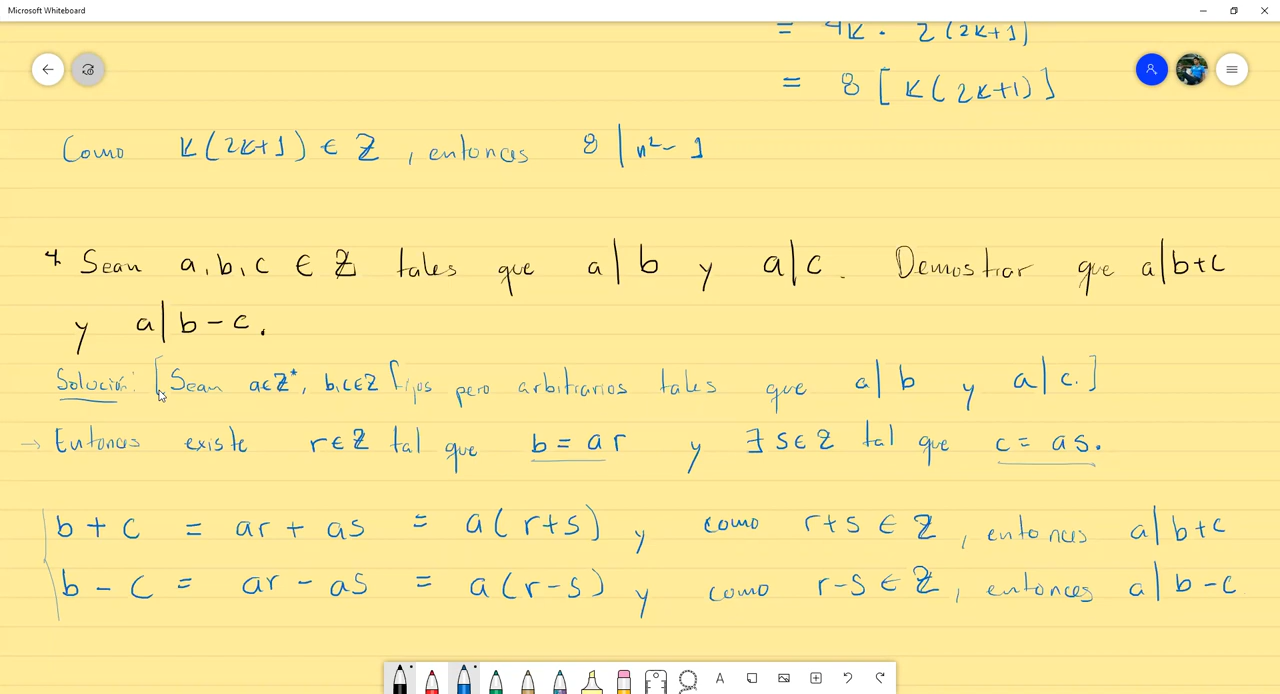 Microsoft Whiteboard
= 4k · 2(2k+1)
= 8 [k(2k+1)]
Como k(2k+1) ∈ ℤ, entonces 8 | n² - 1
* Sean a, b, c ∈ ℤ tales que a|b y a|c. Demostrar que a|b+c
y a|b-c.
Solución: [Sean a∈ℤ*, b,c∈ℤ fijos pero arbitrarios tales que a|b y a|c.]
→ Entonces existe r∈ℤ tal que b = ar y ∃ s∈ℤ tal que c = as.
b + c = ar + as = a(r+s) y como r+s ∈ ℤ, entonces a|b+c
b - c = ar - as = a(r-s) y como r-s ∈ ℤ, entonces a|b-c
A